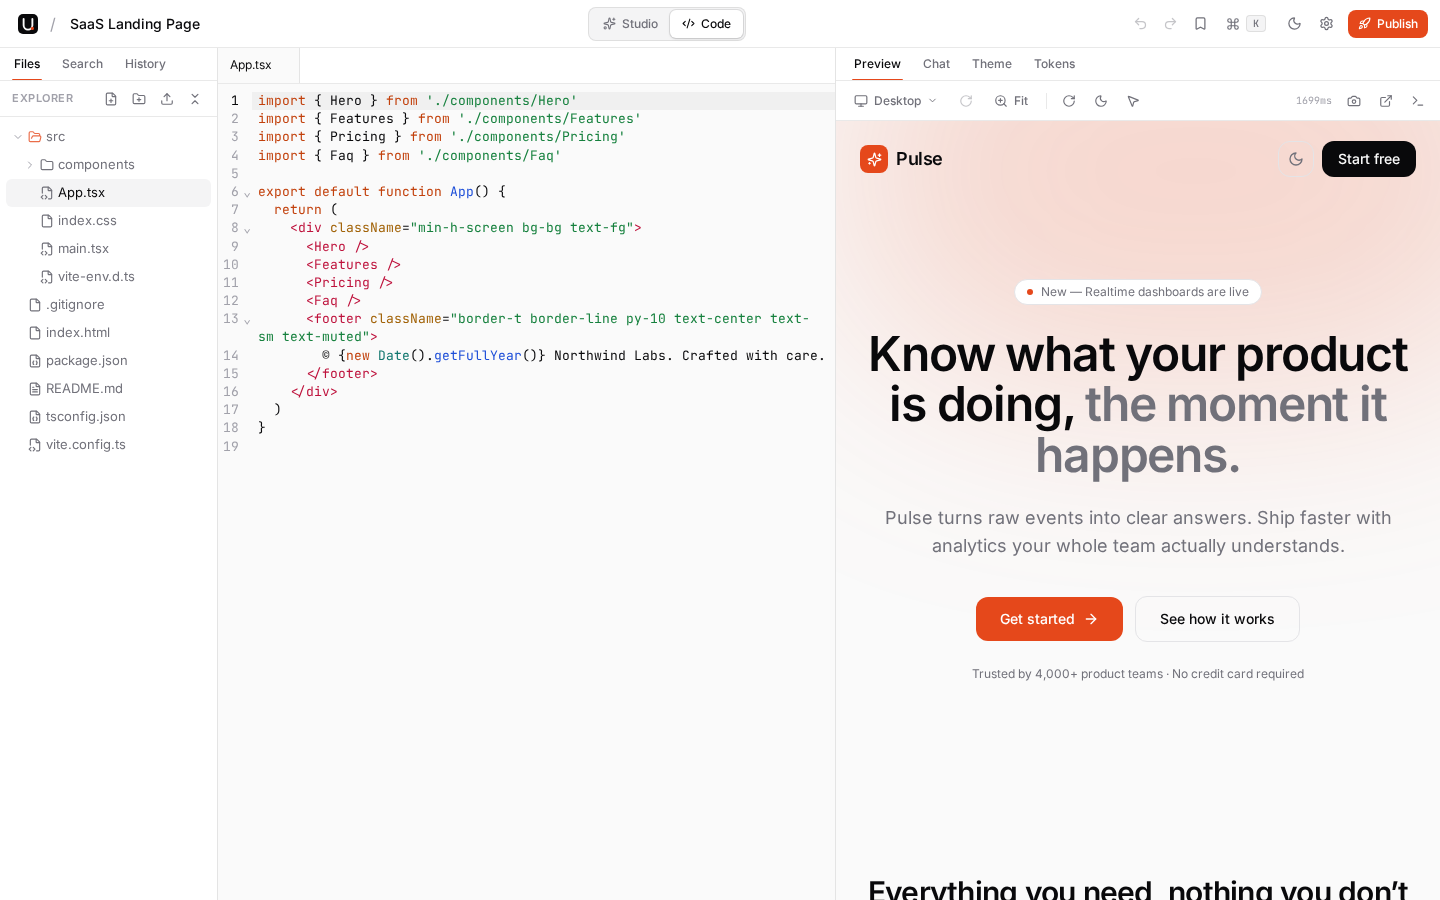 / SaaS Landing Page
Studio
Code
K
Publish
Files Search History
EXPLORER
src
components
App.tsx
index.css
main.tsx
vite-env.d.ts
.gitignore
index.html
package.json
README.md
tsconfig.json
vite.config.ts
App.tsx
1 import { Hero } from './components/Hero'
2 import { Features } from './components/Features'
3 import { Pricing } from './components/Pricing'
4 import { Faq } from './components/Faq'
5
6 export default function App() {
7 return (
8 <div className="min-h-screen bg-bg text-fg">
9 <Hero />
10 <Features />
11 <Pricing />
12 <Faq />
13 <footer className="border-t border-line py-10 text-center text-
sm text-muted">
14 © {new Date().getFullYear()} Northwind Labs. Crafted with care.
15 </footer>
16 </div>
17 )
18 }
19
Preview Chat Theme Tokens
Desktop
Fit
1699ms
Pulse
Start free
New — Realtime dashboards are live
Know what your product
is doing, the moment it
happens.
Pulse turns raw events into clear answers. Ship faster with
analytics your whole team actually understands.
Get started
See how it works
Trusted by 4,000+ product teams · No credit card required
Everything you need, nothing you don't